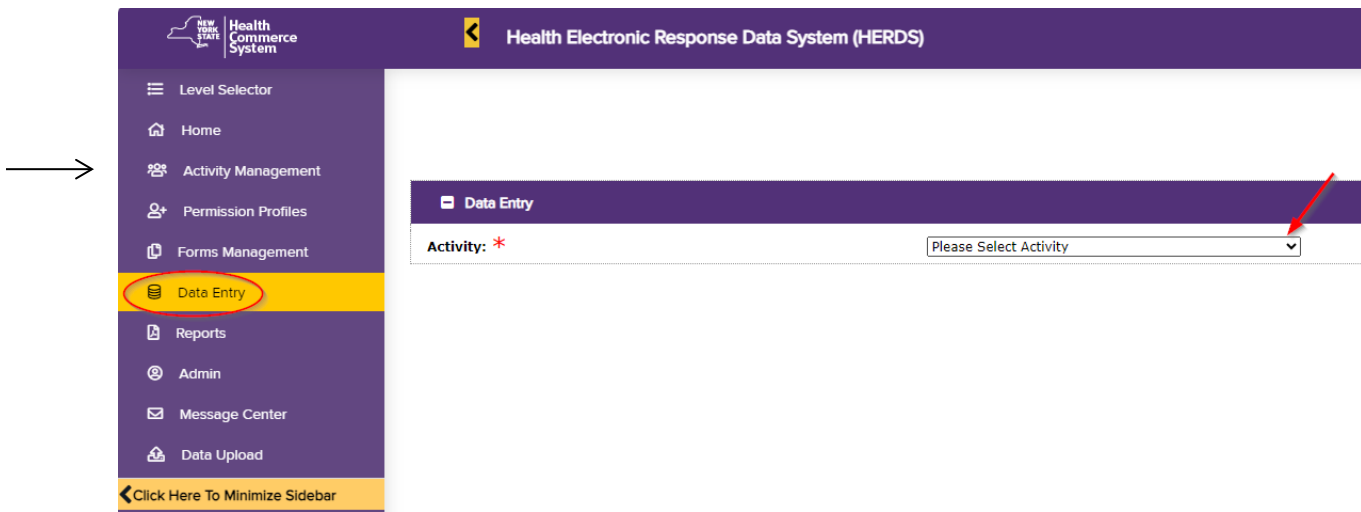 NEW YORK STATE
Health Commerce System
Health Electronic Response Data System (HERDS)
Level Selector
Home
Activity Management
Permission Profiles
Forms Management
Data Entry
Reports
Admin
Message Center
Data Upload
Click Here To Minimize Sidebar
Data Entry
Activity: *
Please Select Activity